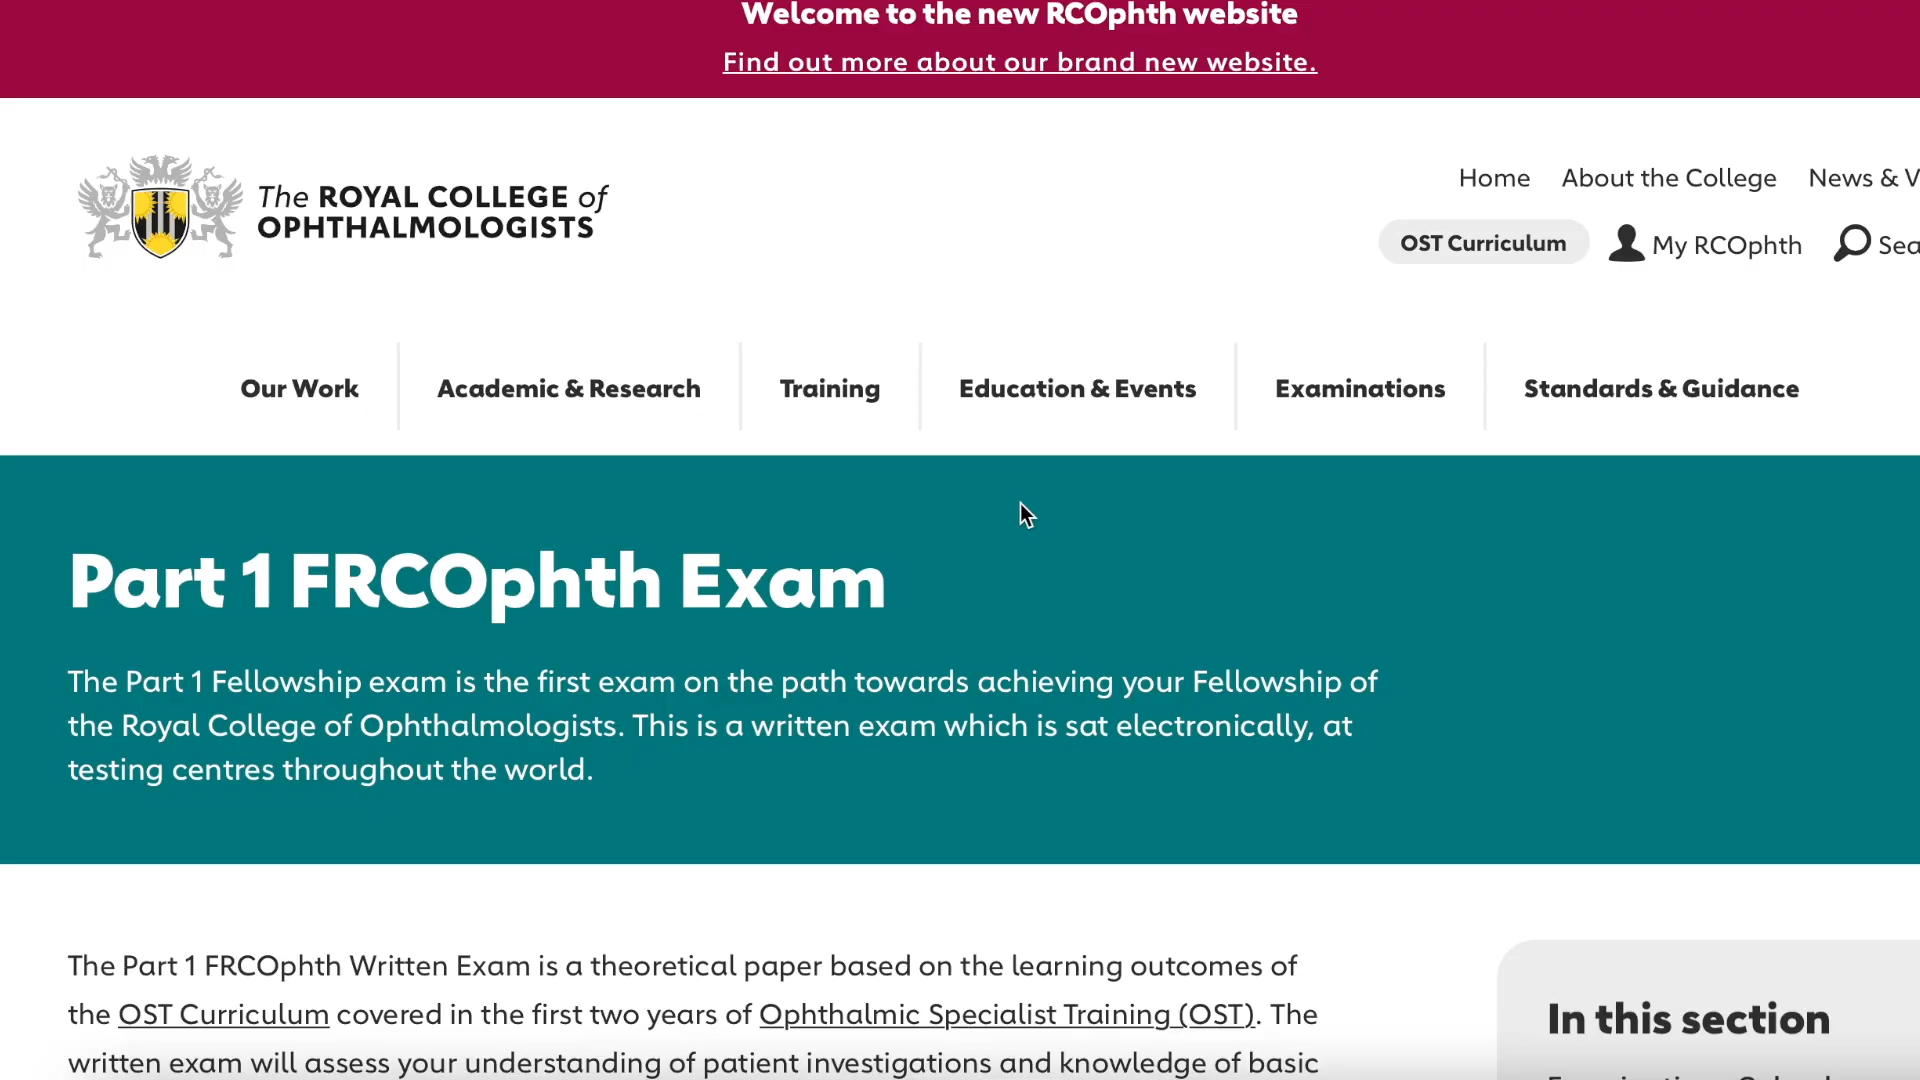 Welcome to the new RCOphth website
Find out more about our brand new website.
The ROYAL COLLEGE of
OPHTHALMOLOGISTS
Home About the College News & V
OST Curriculum My RCOphth Sea
Our Work Academic & Research Training Education & Events Examinations Standards & Guidance
Part 1 FRCOphth Exam
The Part 1 Fellowship exam is the first exam on the path towards achieving your Fellowship of
the Royal College of Ophthalmologists. This is a written exam which is sat electronically, at
testing centres throughout the world.
The Part 1 FRCOphth Written Exam is a theoretical paper based on the learning outcomes of
the OST Curriculum covered in the first two years of Ophthalmic Specialist Training (OST). The
written exam will assess your understanding of patient investigations and knowledge of basic
In this section